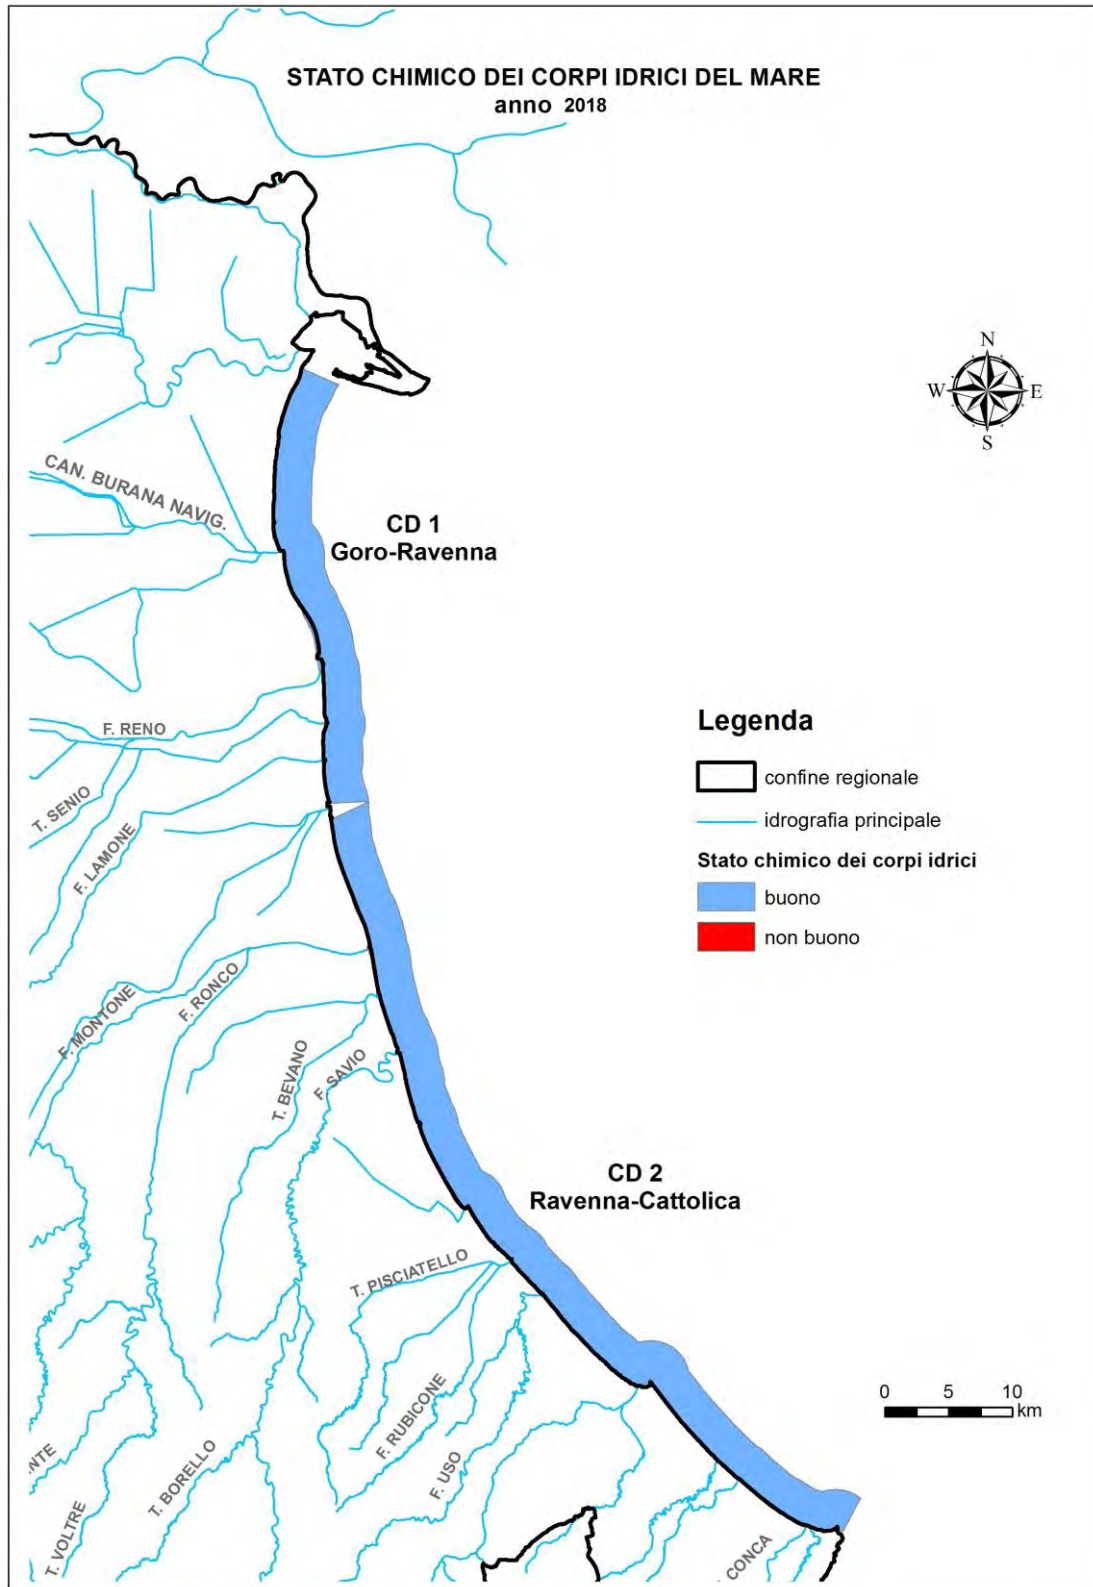 STATO CHIMICO DEI CORPI IDRICI DEL MARE
anno 2018
N
W
E
S
CAN. BURANA NAVIG.
CD 1
Goro-Ravenna
F. RENO
T. SENIO
F. LAMONE
Legenda
confine regionale
idrografia principale
Stato chimico dei corpi idrici
buono
non buono
F. MONTONE
F. RONCO
T. BEVANO
F. SAVIO
CD 2
Ravenna-Cattolica
T. PISCIATELLO
F. RUBICONE
F. USO
0 5 10
km
NTE
T. VOLTRE
T. BORELLO
CONCA